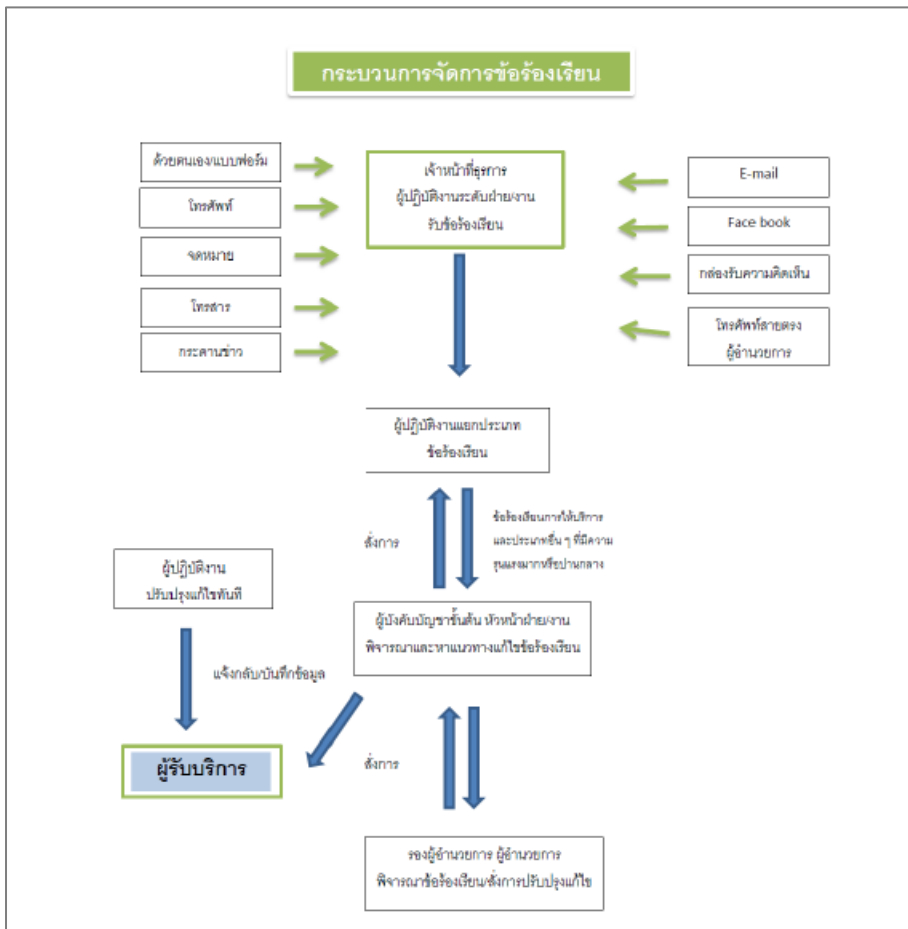 กระบวนการจัดการข้อร้องเรียน
ด้วยตนเอง/แบบฟอร์ม
โทรศัพท์
จดหมาย
โทรสาร
กระดานข่าว
เจ้าหน้าที่ธุรการ
ผู้ปฏิบัติงานระดับฝ่าย/งาน
รับข้อร้องเรียน
E-mail
Face book
กล่องรับความคิดเห็น
โทรศัพท์สายตรง
ผู้อำนวยการ
ผู้ปฏิบัติงานแยกประเภท
ข้อร้องเรียน
สั่งการ
ข้อร้องเรียนการให้บริการ
และประเภทอื่น ๆ ที่มีความ
รุนแรงมากหรือปานกลาง
ผู้ปฏิบัติงาน
ปรับปรุงแก้ไขทันที
ผู้บังคับบัญชาชั้นต้น หัวหน้าฝ่าย/งาน
พิจารณาและหาแนวทางแก้ไขข้อร้องเรียน
แจ้งกลับ/บันทึกข้อมูล
ผู้รับบริการ
สั่งการ
รองผู้อำนวยการ ผู้อำนวยการ
พิจารณาข้อร้องเรียน/สั่งการปรับปรุงแก้ไข